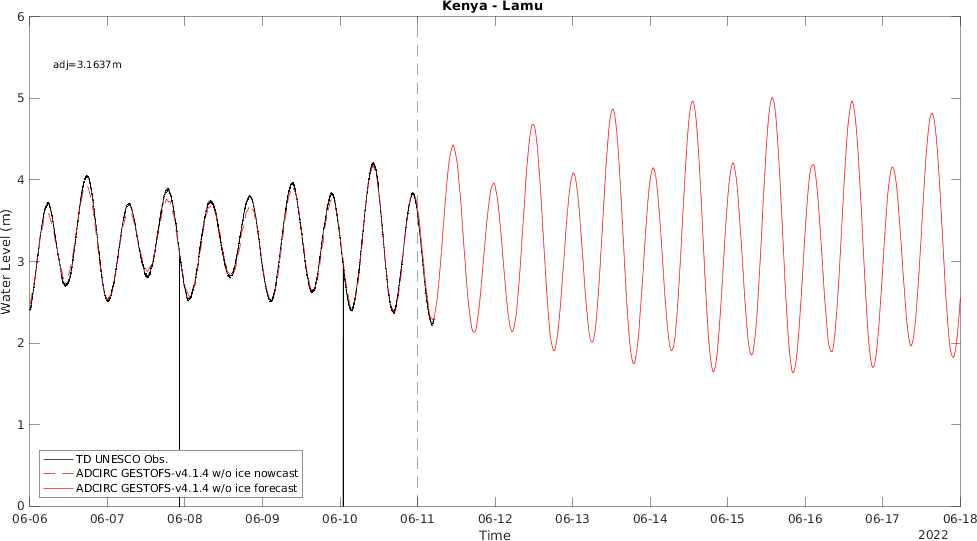 Kenya - Lamu
adj=3.1637m
Water Level (m)
6
5
4
3
2
1
0
TD UNESCO Obs.
ADCIRC GESTOFS-v4.1.4 w/o ice nowcast
ADCIRC GESTOFS-v4.1.4 w/o ice forecast
06-06 06-07 06-08 06-09 06-10 06-11 06-12 06-13 06-14 06-15 06-16 06-17 06-18
Time
2022